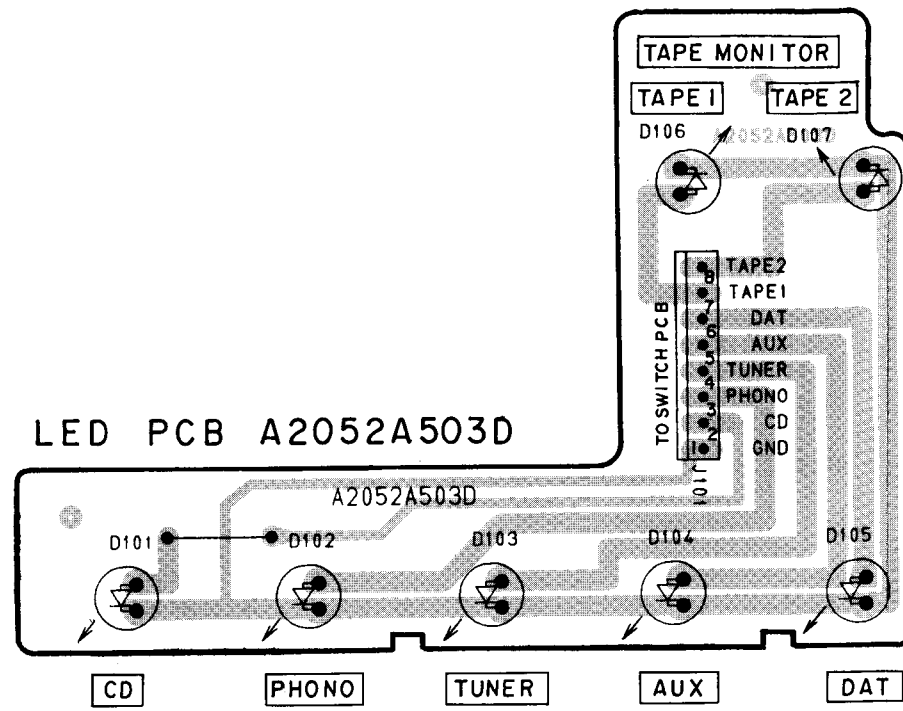 TAPE MONITOR
TAPE 1 TAPE 2
D106 A2052A503D D107
TO SWITCH PCB
8 TAPE2
7 TAPE1
6 DAT
5 AUX
4 TUNER
3 PHONO
2 CD
1 GND
J101
LED PCB A2052A503D
A2052A503D
D101 D102 D103 D104 D105
CD PHONO TUNER AUX DAT